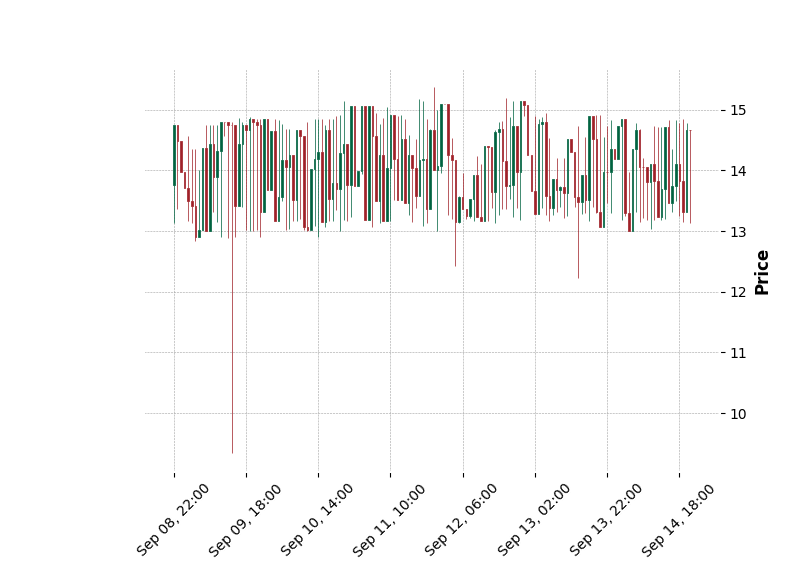 15
14
13
12
11
10
Price
Sep 08, 22:00
Sep 09, 18:00
Sep 10, 14:00
Sep 11, 10:00
Sep 12, 06:00
Sep 13, 02:00
Sep 13, 22:00
Sep 14, 18:00